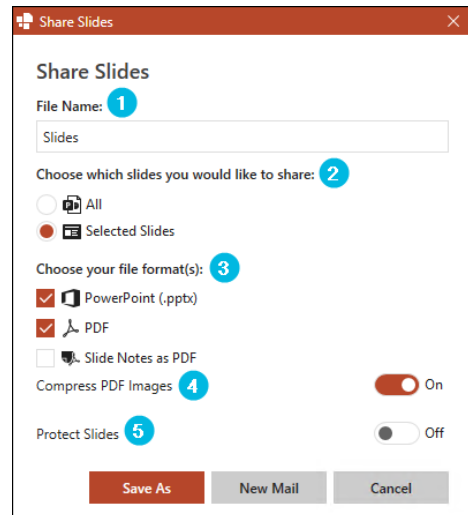 Share Slides
Share Slides
File Name: 1
Slides
Choose which slides you would like to share: 2
All
Selected Slides
Choose your file format(s): 3
PowerPoint (.pptx)
PDF
Slide Notes as PDF
Compress PDF Images 4 On
Protect Slides 5 Off
Save As New Mail Cancel